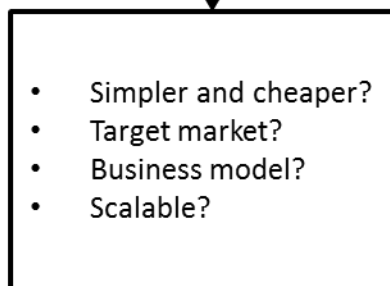 • Simpler and cheaper?
• Target market?
• Business model?
• Scalable?